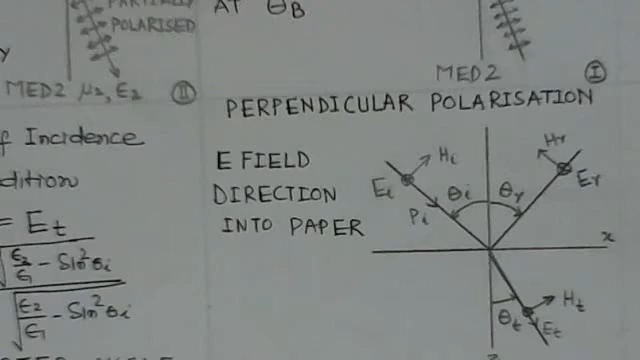 PARTIALLY
POLARISED
AT θB
Y
MED2 μ2, ε2
II
MED2
I
f Incidence
dition
= Et
ε2/ε1 - Sin²θi
ε2/ε1 - Sin²θi
PERPENDICULAR POLARISATION
E FIELD
DIRECTION
INTO PAPER
Hi
Hr
Ei
Er
θi
θr
Pi
x
Ht
θt
Et